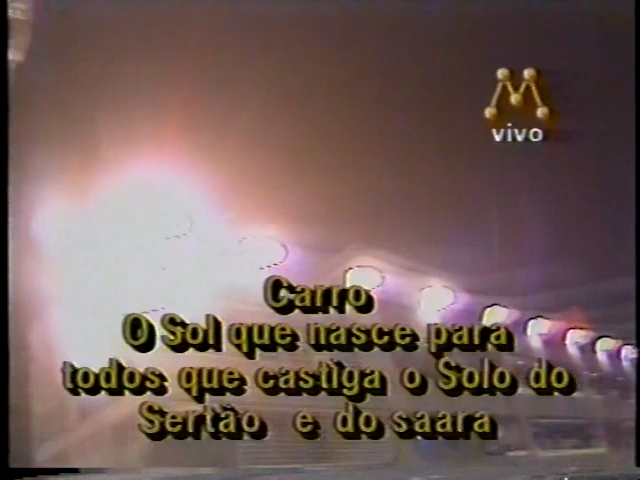 vivo
Carro
O Sol que nasce para
todos que castiga o Solo do
Sertão e do saara